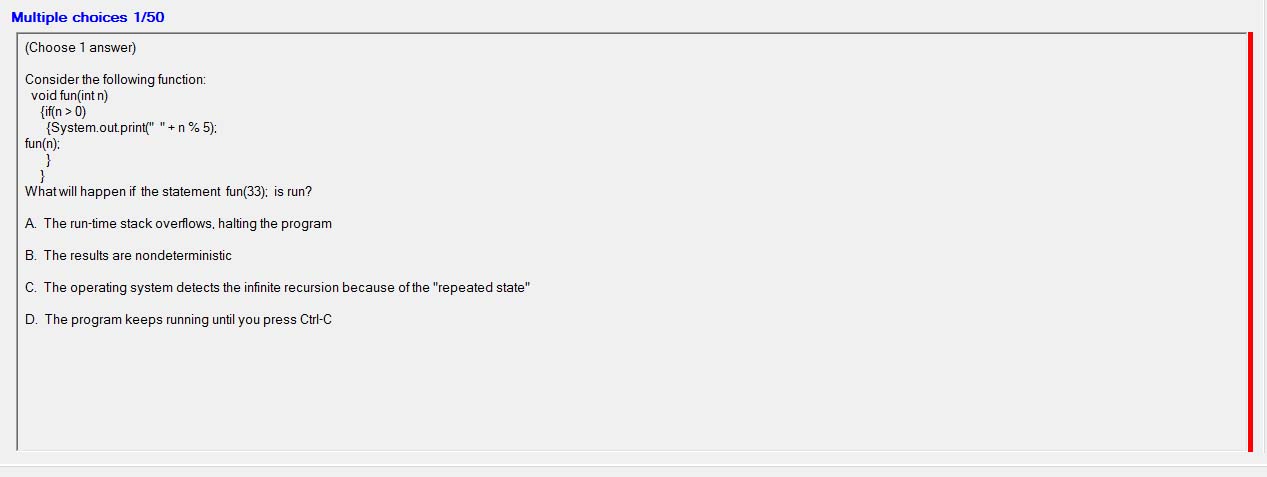 Multiple choices 1/50
(Choose 1 answer)
Consider the following function:
void fun(int n)
{if(n > 0)
{System.out.print(" " + n % 5);
fun(n);
}
}
What will happen if the statement fun(33); is run?
A. The run-time stack overflows, halting the program
B. The results are nondeterministic
C. The operating system detects the infinite recursion because of the "repeated state"
D. The program keeps running until you press Ctrl-C